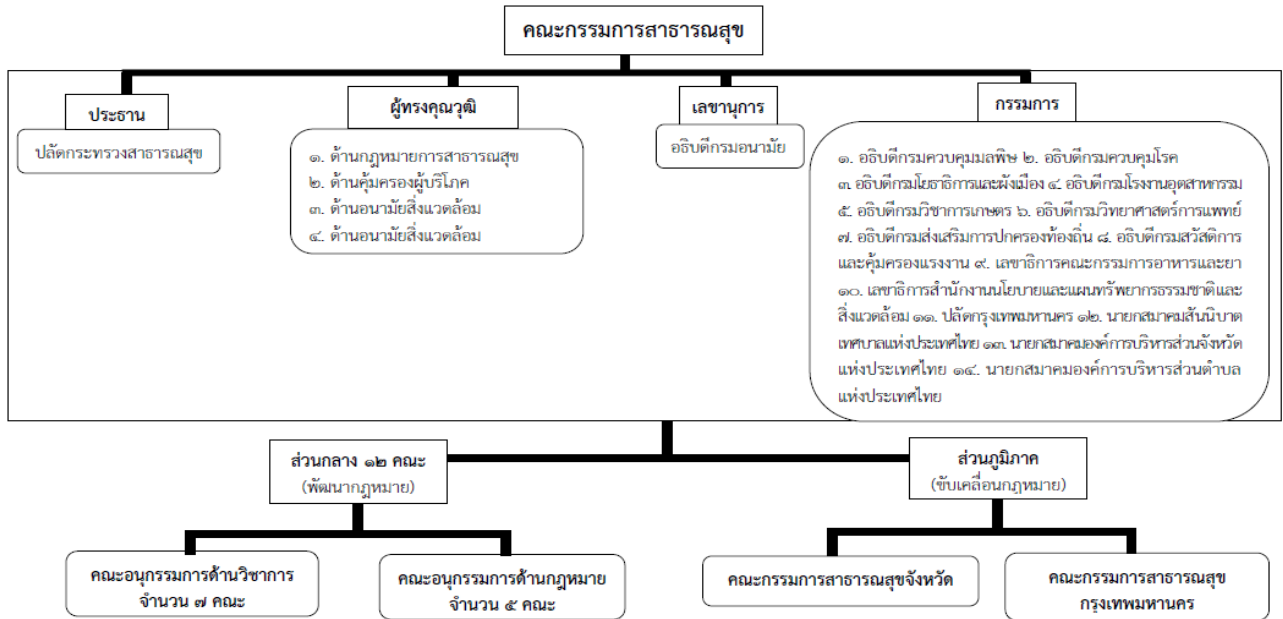 คณะกรรมการสาธารณสุข
ประธาน
ปลัดกระทรวงสาธารณสุข
ผู้ทรงคุณวุฒิ
๑. ด้านกฎหมายการสาธารณสุข
๒. ด้านคุ้มครองผู้บริโภค
๓. ด้านอนามัยสิ่งแวดล้อม
๔. ด้านอนามัยสิ่งแวดล้อม
เลขานุการ
อธิบดีกรมอนามัย
กรรมการ
๑. อธิบดีกรมควบคุมมลพิษ ๒. อธิบดีกรมควบคุมโรค
๓. อธิบดีกรมโยธาธิการและผังเมือง ๔. อธิบดีกรมโรงงานอุตสาหกรรม
๕. อธิบดีกรมวิชาการเกษตร ๖. อธิบดีกรมวิทยาศาสตร์การแพทย์
๗. อธิบดีกรมส่งเสริมการปกครองท้องถิ่น ๘. อธิบดีกรมสวัสดิการ
และคุ้มครองแรงงาน ๙. เลขาธิการคณะกรรมการอาหารและยา
๑๐. เลขาธิการสำนักงานนโยบายและแผนทรัพยากรธรรมชาติและ
สิ่งแวดล้อม ๑๑. ปลัดกรุงเทพมหานคร ๑๒. นายกสมาคมสันนิบาต
เทศบาลแห่งประเทศไทย ๑๓. นายกสมาคมองค์การบริหารส่วนจังหวัด
แห่งประเทศไทย ๑๔. นายกสมาคมองค์การบริหารส่วนตำบล
แห่งประเทศไทย
ส่วนกลาง ๑๒ คณะ
(พัฒนากฎหมาย)
ส่วนภูมิภาค
(ขับเคลื่อนกฎหมาย)
คณะอนุกรรมการด้านวิชาการ
จำนวน ๗ คณะ
คณะอนุกรรมการด้านกฎหมาย
จำนวน ๕ คณะ
คณะกรรมการสาธารณสุขจังหวัด
คณะกรรมการสาธารณสุข
กรุงเทพมหานคร